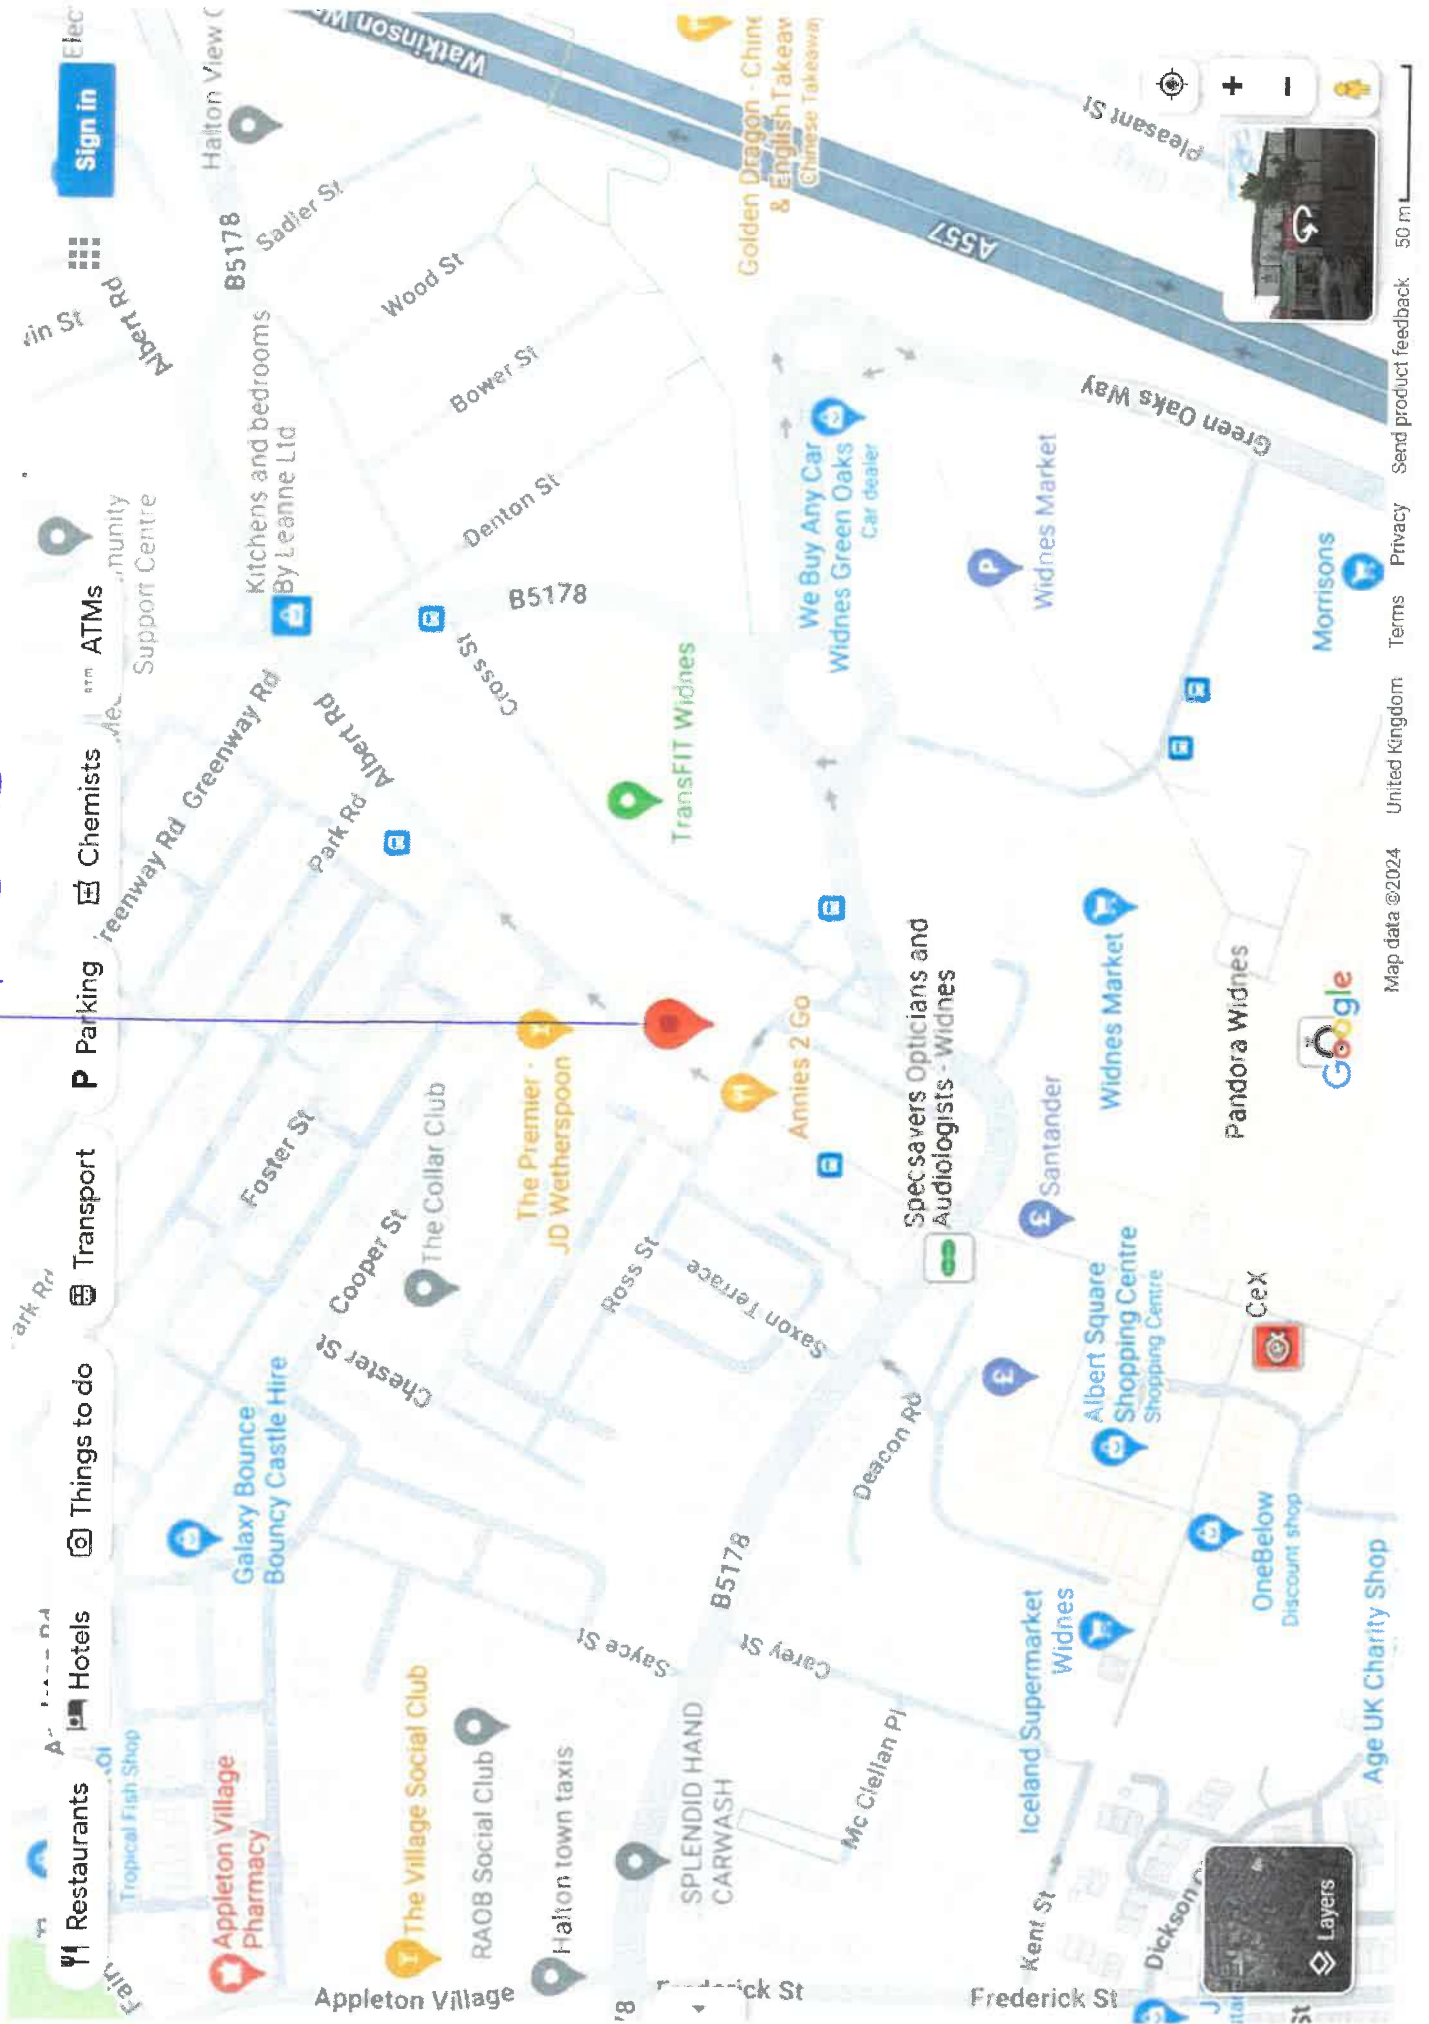 Restaurants
Hotels
Things to do
Transport
P Parking
Chemists
ATMs
Sign in
Tropical Fish Shop
Appleton Village
Pharmacy
Galaxy Bounce
Bouncy Castle Hire
Support Centre
Albert Rd
Greenway Rd
Kitchens and bedrooms
By Leanne Ltd
B5178
Halton View
Sadler St
Wood St
Bower St
Denton St
Watkinson
Foster St
Park Rd
Albert Rd
Cooper St
Chester St
The Collar Club
The Village Social Club
RAOB Social Club
Halton town taxis
Appleton Village
The Premier -
JD Wetherspoon
Cross St
B5178
Ross St
Saxon Terrace
Sayce St
TransFIT Widnes
Golden Dragon -
& English Takeaway
Chinese Takeaway
SPLENDID HAND
CARWASH
B5178
Carey St
Annies 2 Go
We Buy Any Car
Widnes Green Oaks
Car dealer
A557
Mc Clellan Pl
Deacon Rd
Specsavers Opticians and
Audiologists - Widnes
Frederick St
Kent St
Iceland Supermarket
Widnes
Santander
Widnes Market
Widnes Market
Green Oaks Way
Pleasant St
Albert Square
Shopping Centre
Shopping Centre
Dickson
OneBelow
Discount shop
CeX
Pandora Widnes
Morrisons
Layers
Age UK Charity Shop
Google
Map data ©2024
United Kingdom
Terms
Privacy
Send product feedback
50 m